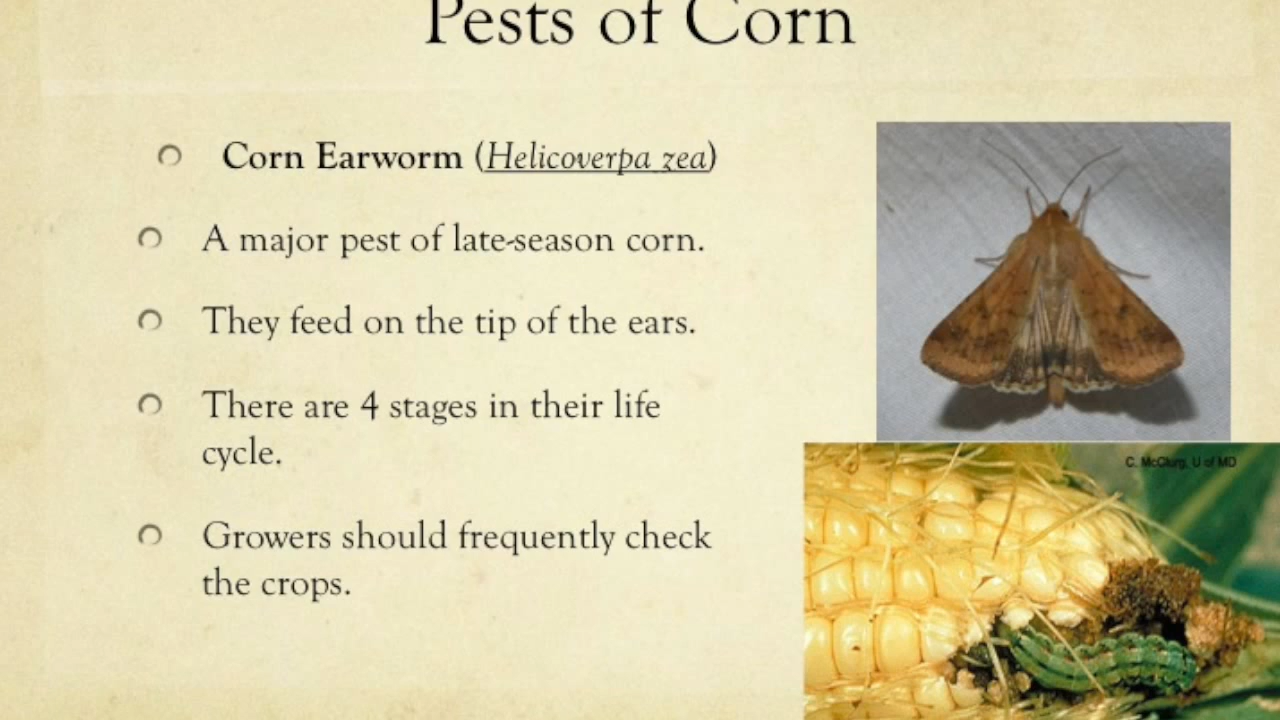 Pests of Corn
Corn Earworm (Helicoverpa zea)
A major pest of late-season corn.
They feed on the tip of the ears.
There are 4 stages in their life
cycle.
Growers should frequently check
the crops.
C. McClurg, U of MD